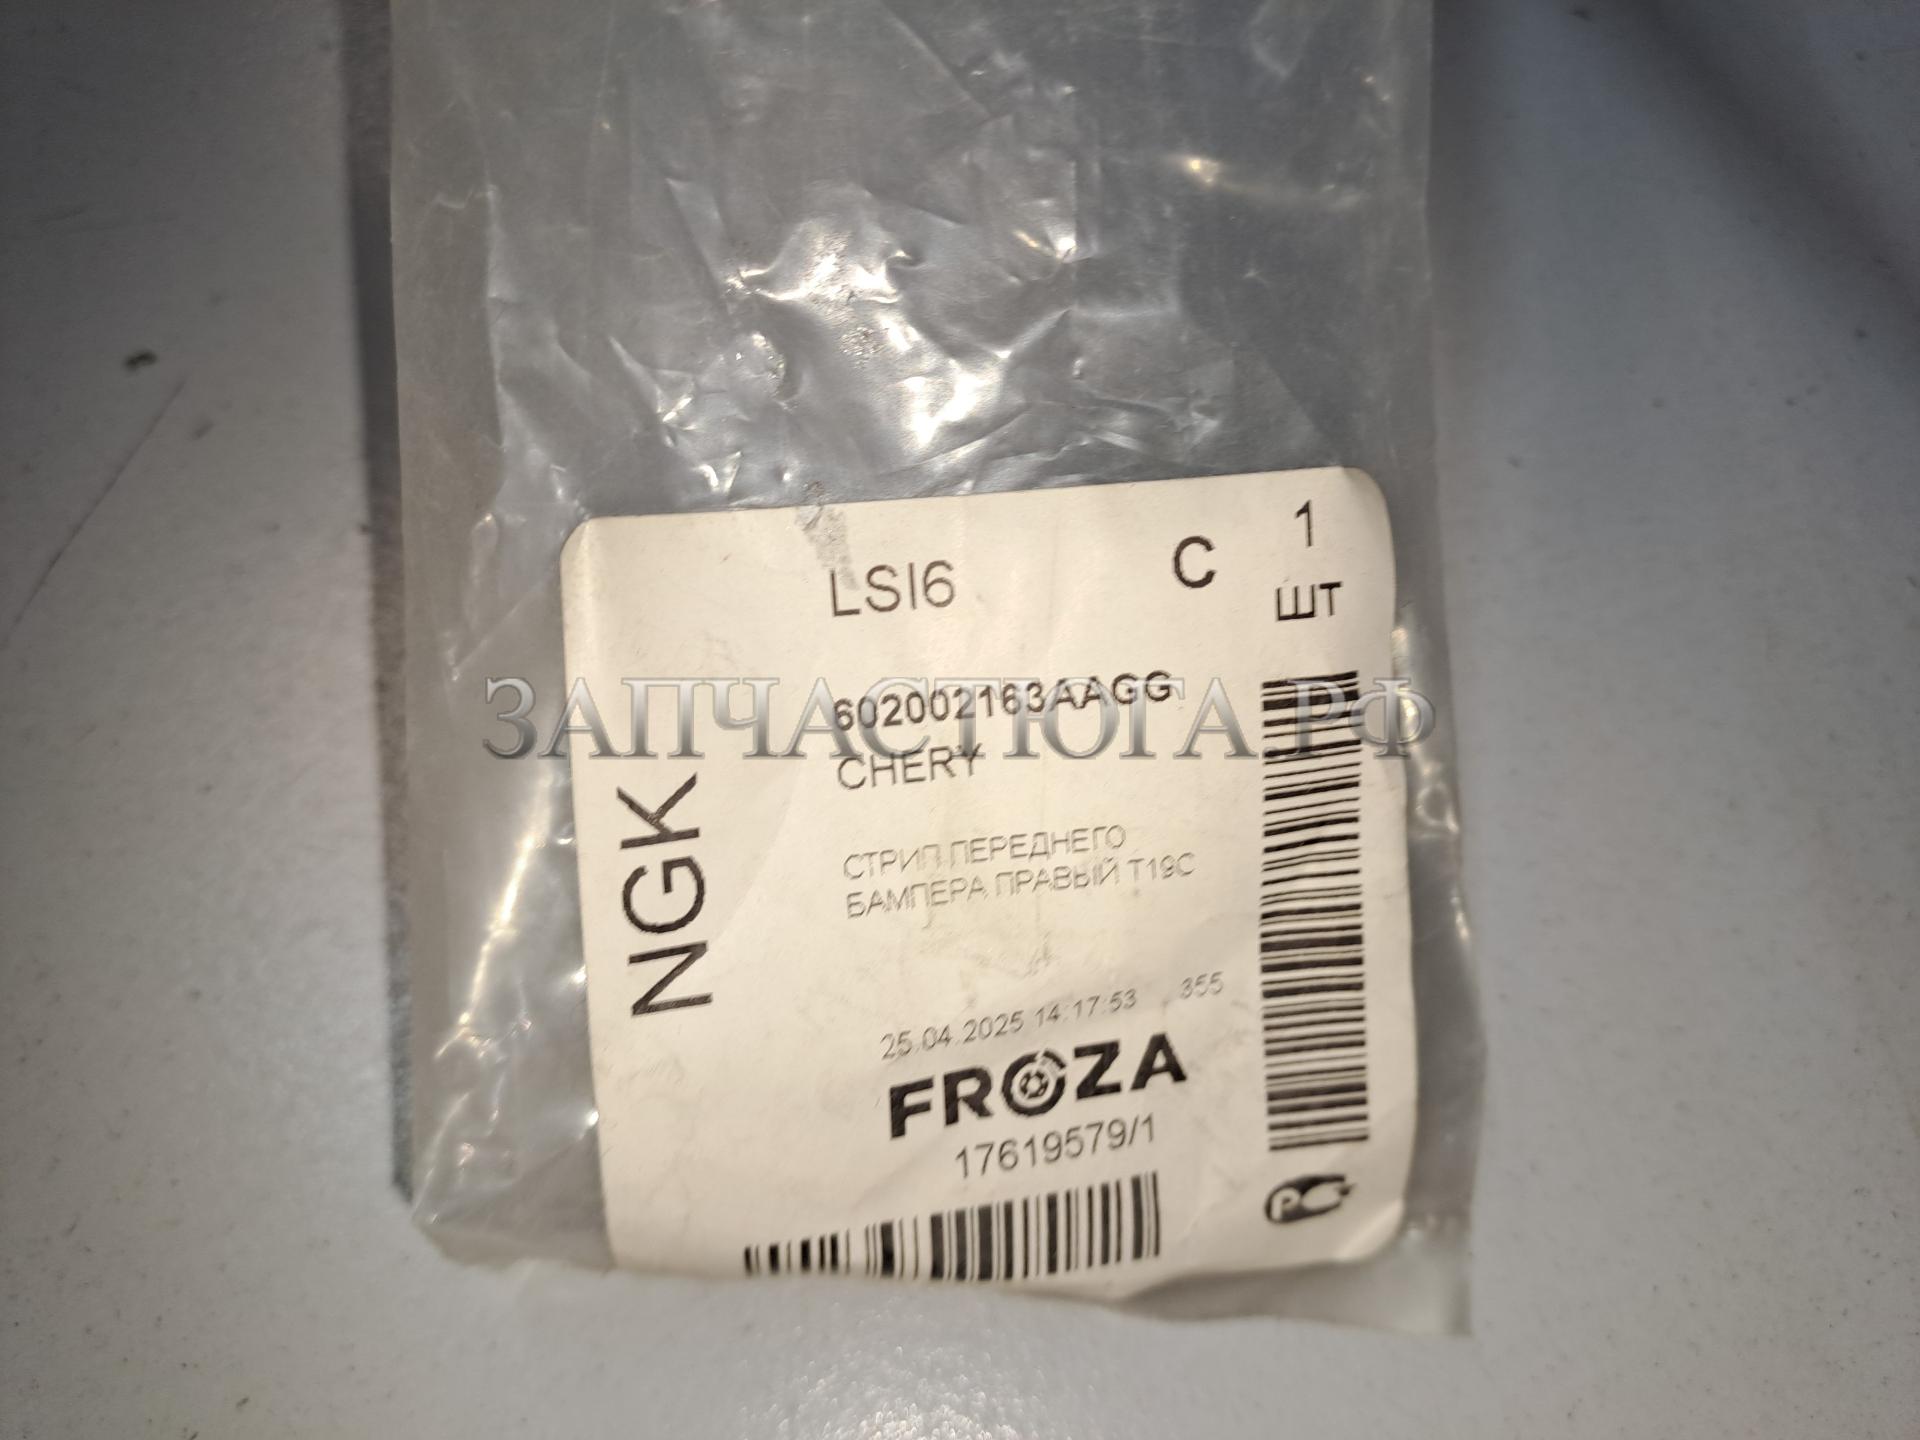 LSI6
C
1
ШТ
602002163AAGG
CHERY
NGK
СТРИП ПЕРЕДНЕГО
БАМПЕРА ПРАВЫЙ T19C
25.04.2025 14:17:53 355
FROZA
17619579/1
РС
ЗАПЧАСТЮГА.РФ